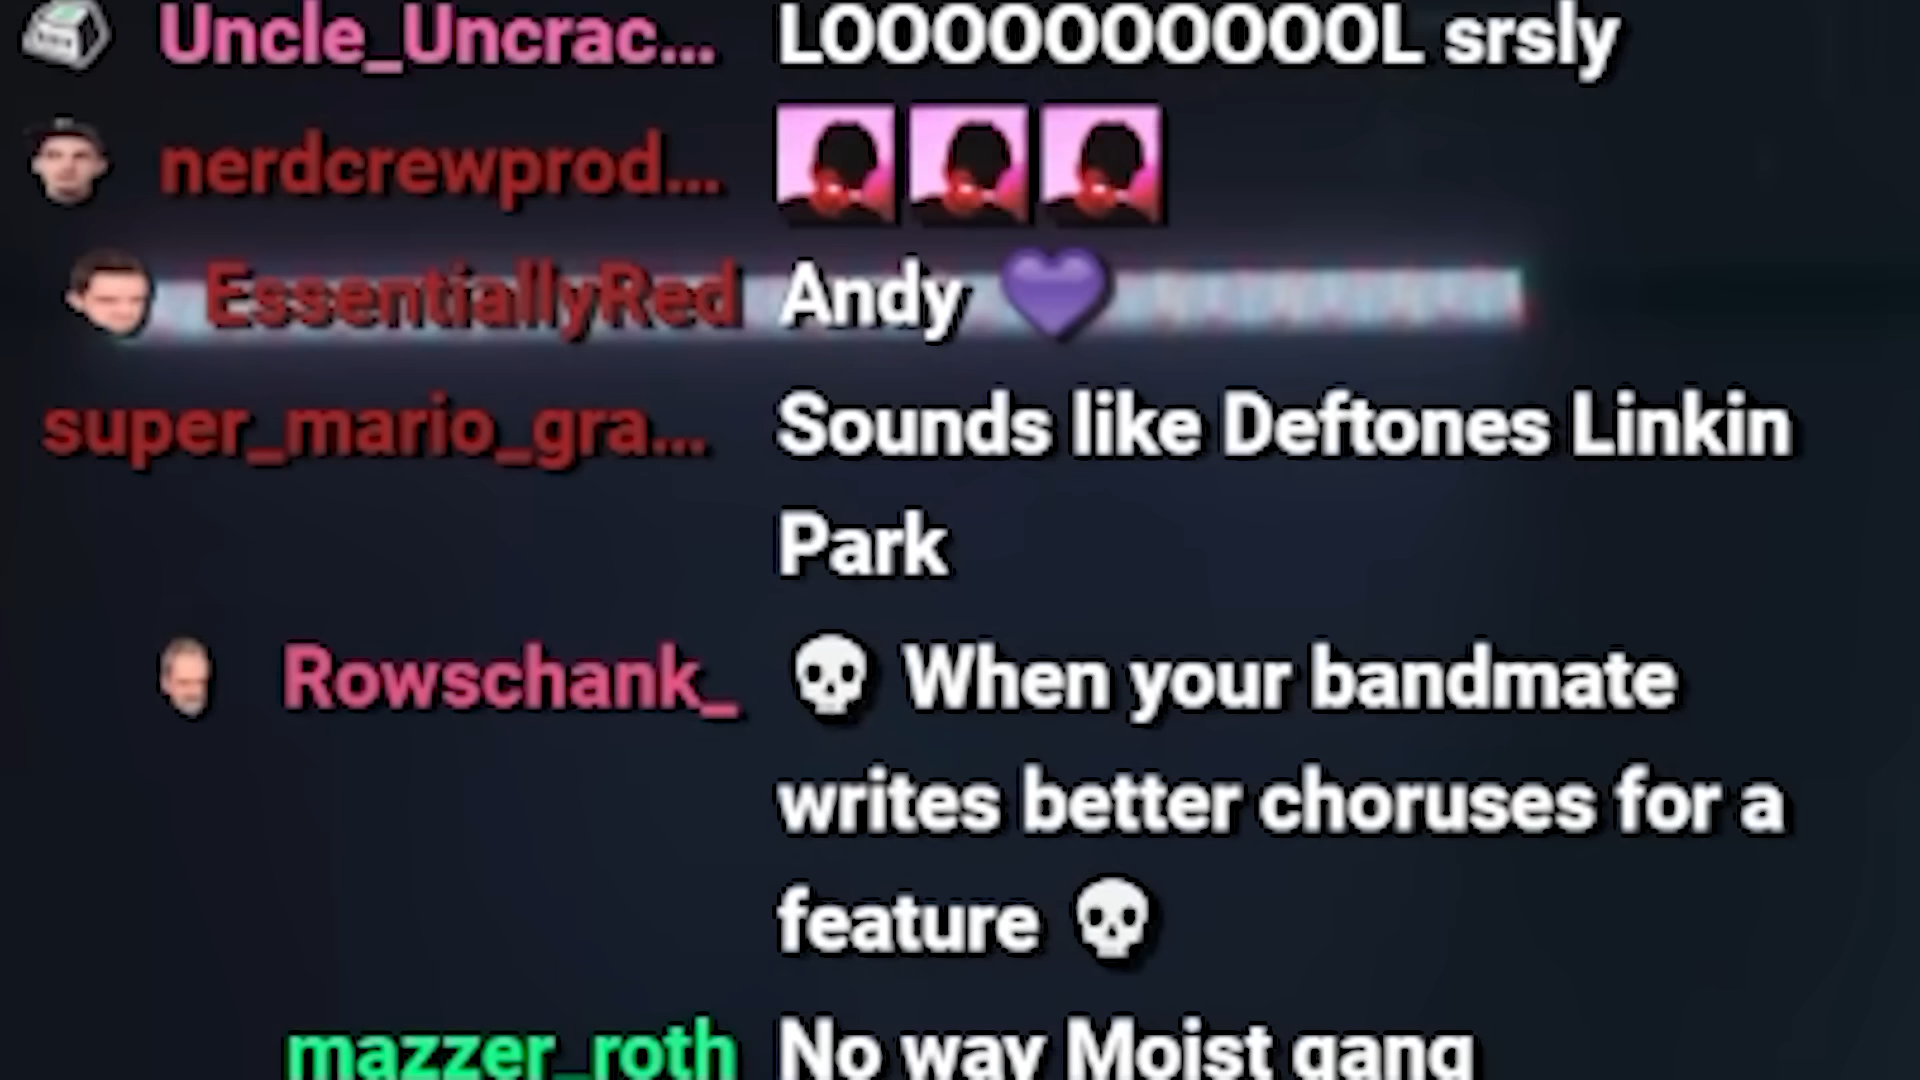 Uncle_Uncrac... LOOOOOOOOOOOL srsly
nerdcrewprod...
EssentiallyRed Andy 💜
super_mario_gra... Sounds like Deftones Linkin
Park
Rowschank_ 💀 When your bandmate
writes better choruses for a
feature 💀
mazzer_roth No way Moist gang